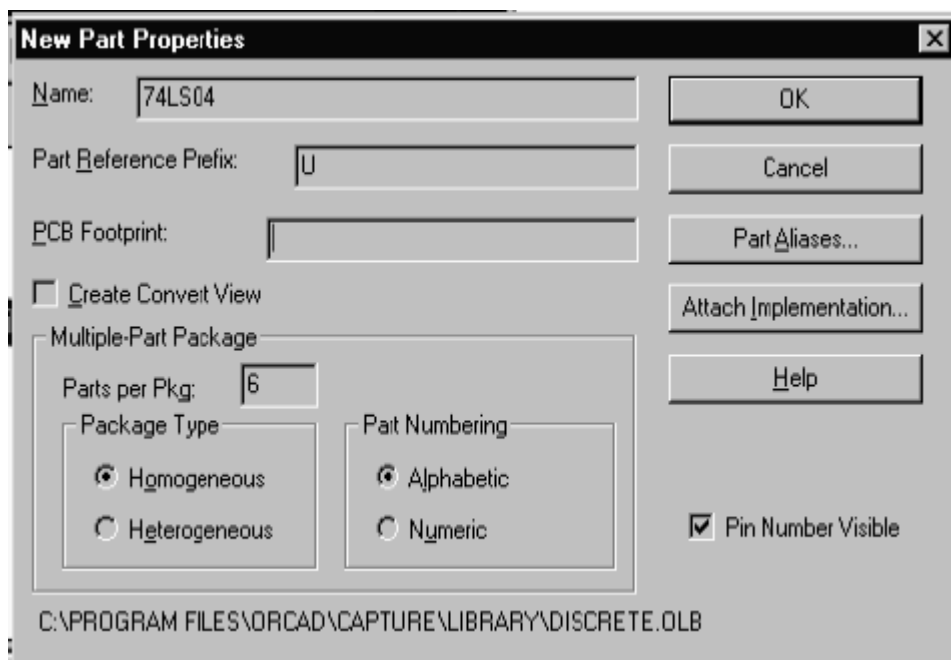 New Part Properties
Name: 74LS04
OK
Part Reference Prefix: U
Cancel
PCB Footprint:
Part Aliases...
Create Convert View
Attach Implementation...
Multiple-Part Package
Parts per Pkg: 6
Help
Package Type
Part Numbering
Homogeneous
Alphabetic
Heterogeneous
Numeric
Pin Number Visible
C:\PROGRAM FILES\ORCAD\CAPTURE\LIBRARY\DISCRETE.OLB